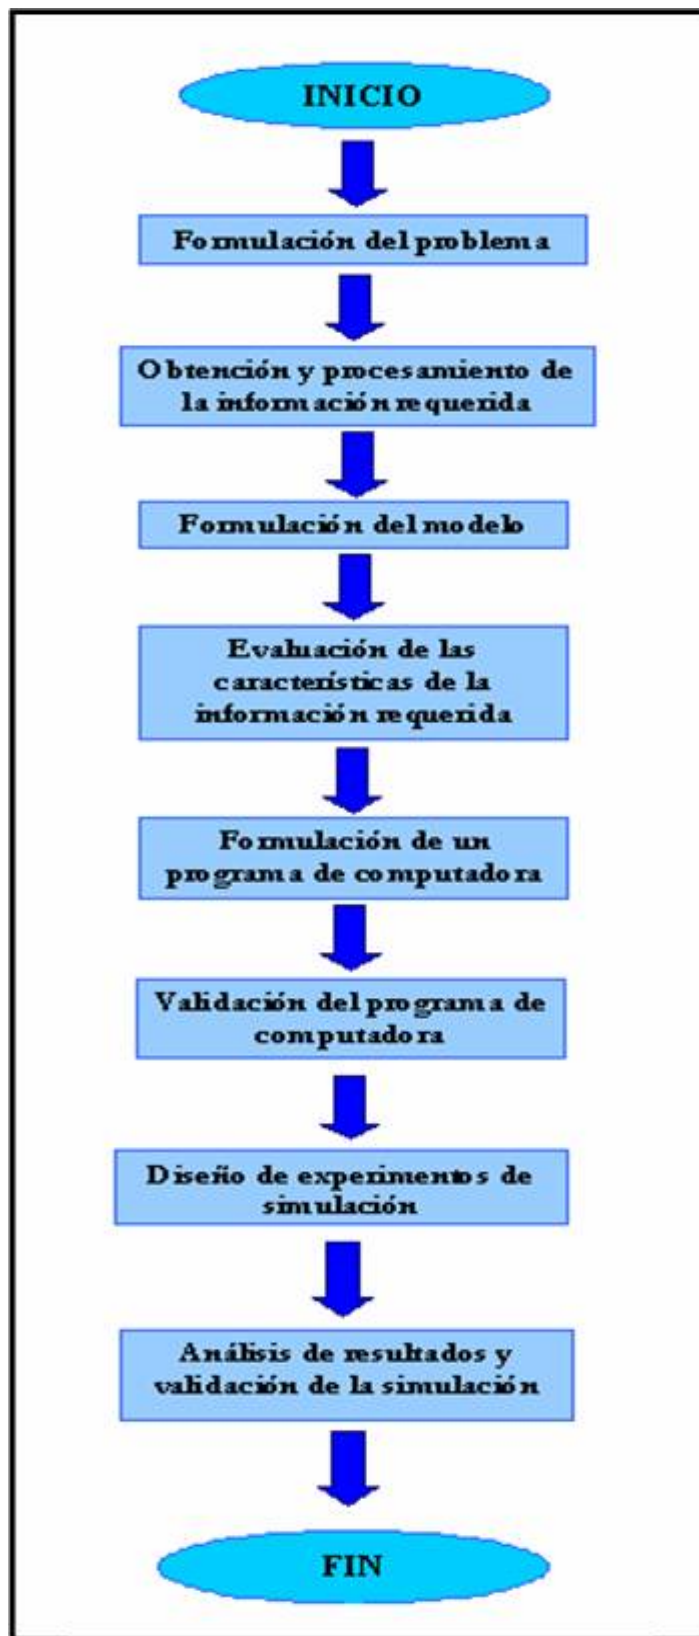 INICIO
Formulación del problema
Obtención y procesamiento de
la información requerida
Formulación del modelo
Evaluación de las
características de la
información requerida
Formulación de un
programa de computadora
Validación del programa de
computadora
Diseño de experimentos de
simulación
Análisis de resultados y
validación de la simulación
FIN